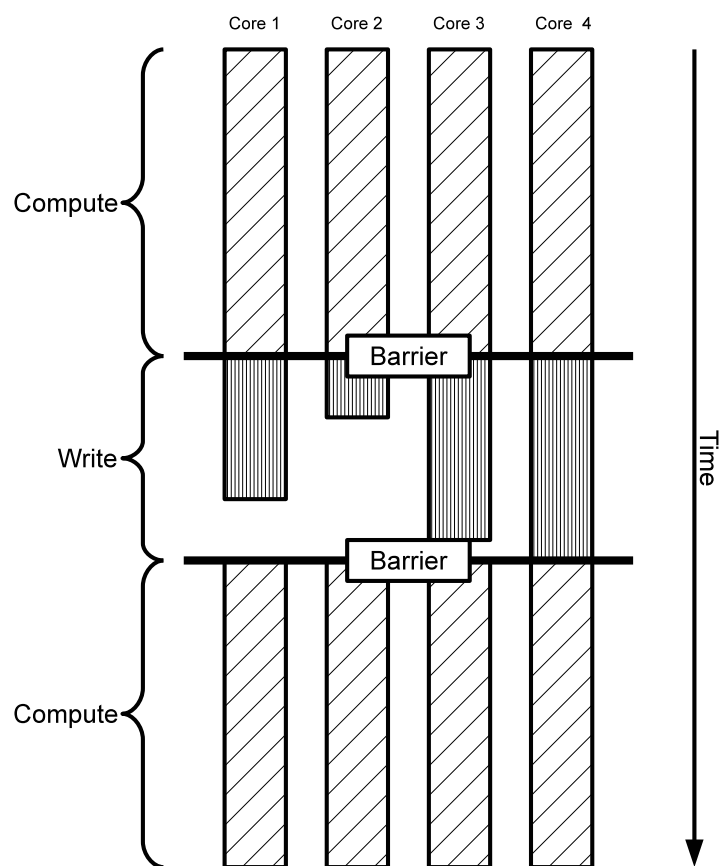 Core 1
Core 2
Core 3
Core 4
Compute
Barrier
Write
Time
Barrier
Compute